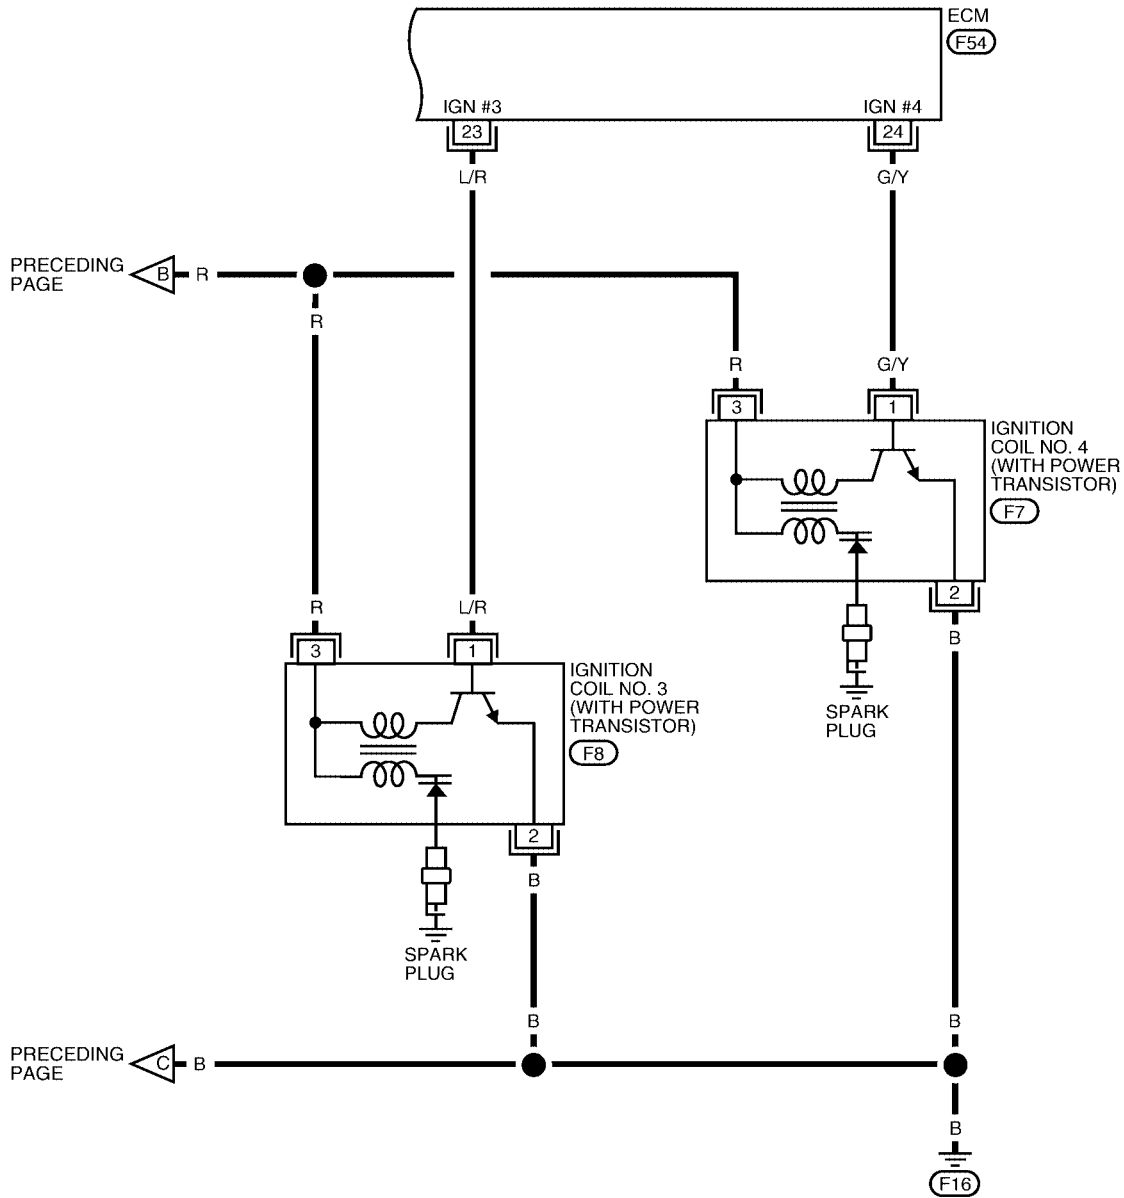 ECM
F54
IGN #3
IGN #4
23
24
L/R
G/Y
PRECEDING
PAGE
B
R
R
R
G/Y
3
1
IGNITION
COIL NO. 4
(WITH POWER
TRANSISTOR)
F7
2
B
SPARK
PLUG
R
L/R
3
1
IGNITION
COIL NO. 3
(WITH POWER
TRANSISTOR)
F8
2
B
SPARK
PLUG
B
B
PRECEDING
PAGE
C
B
B
F16